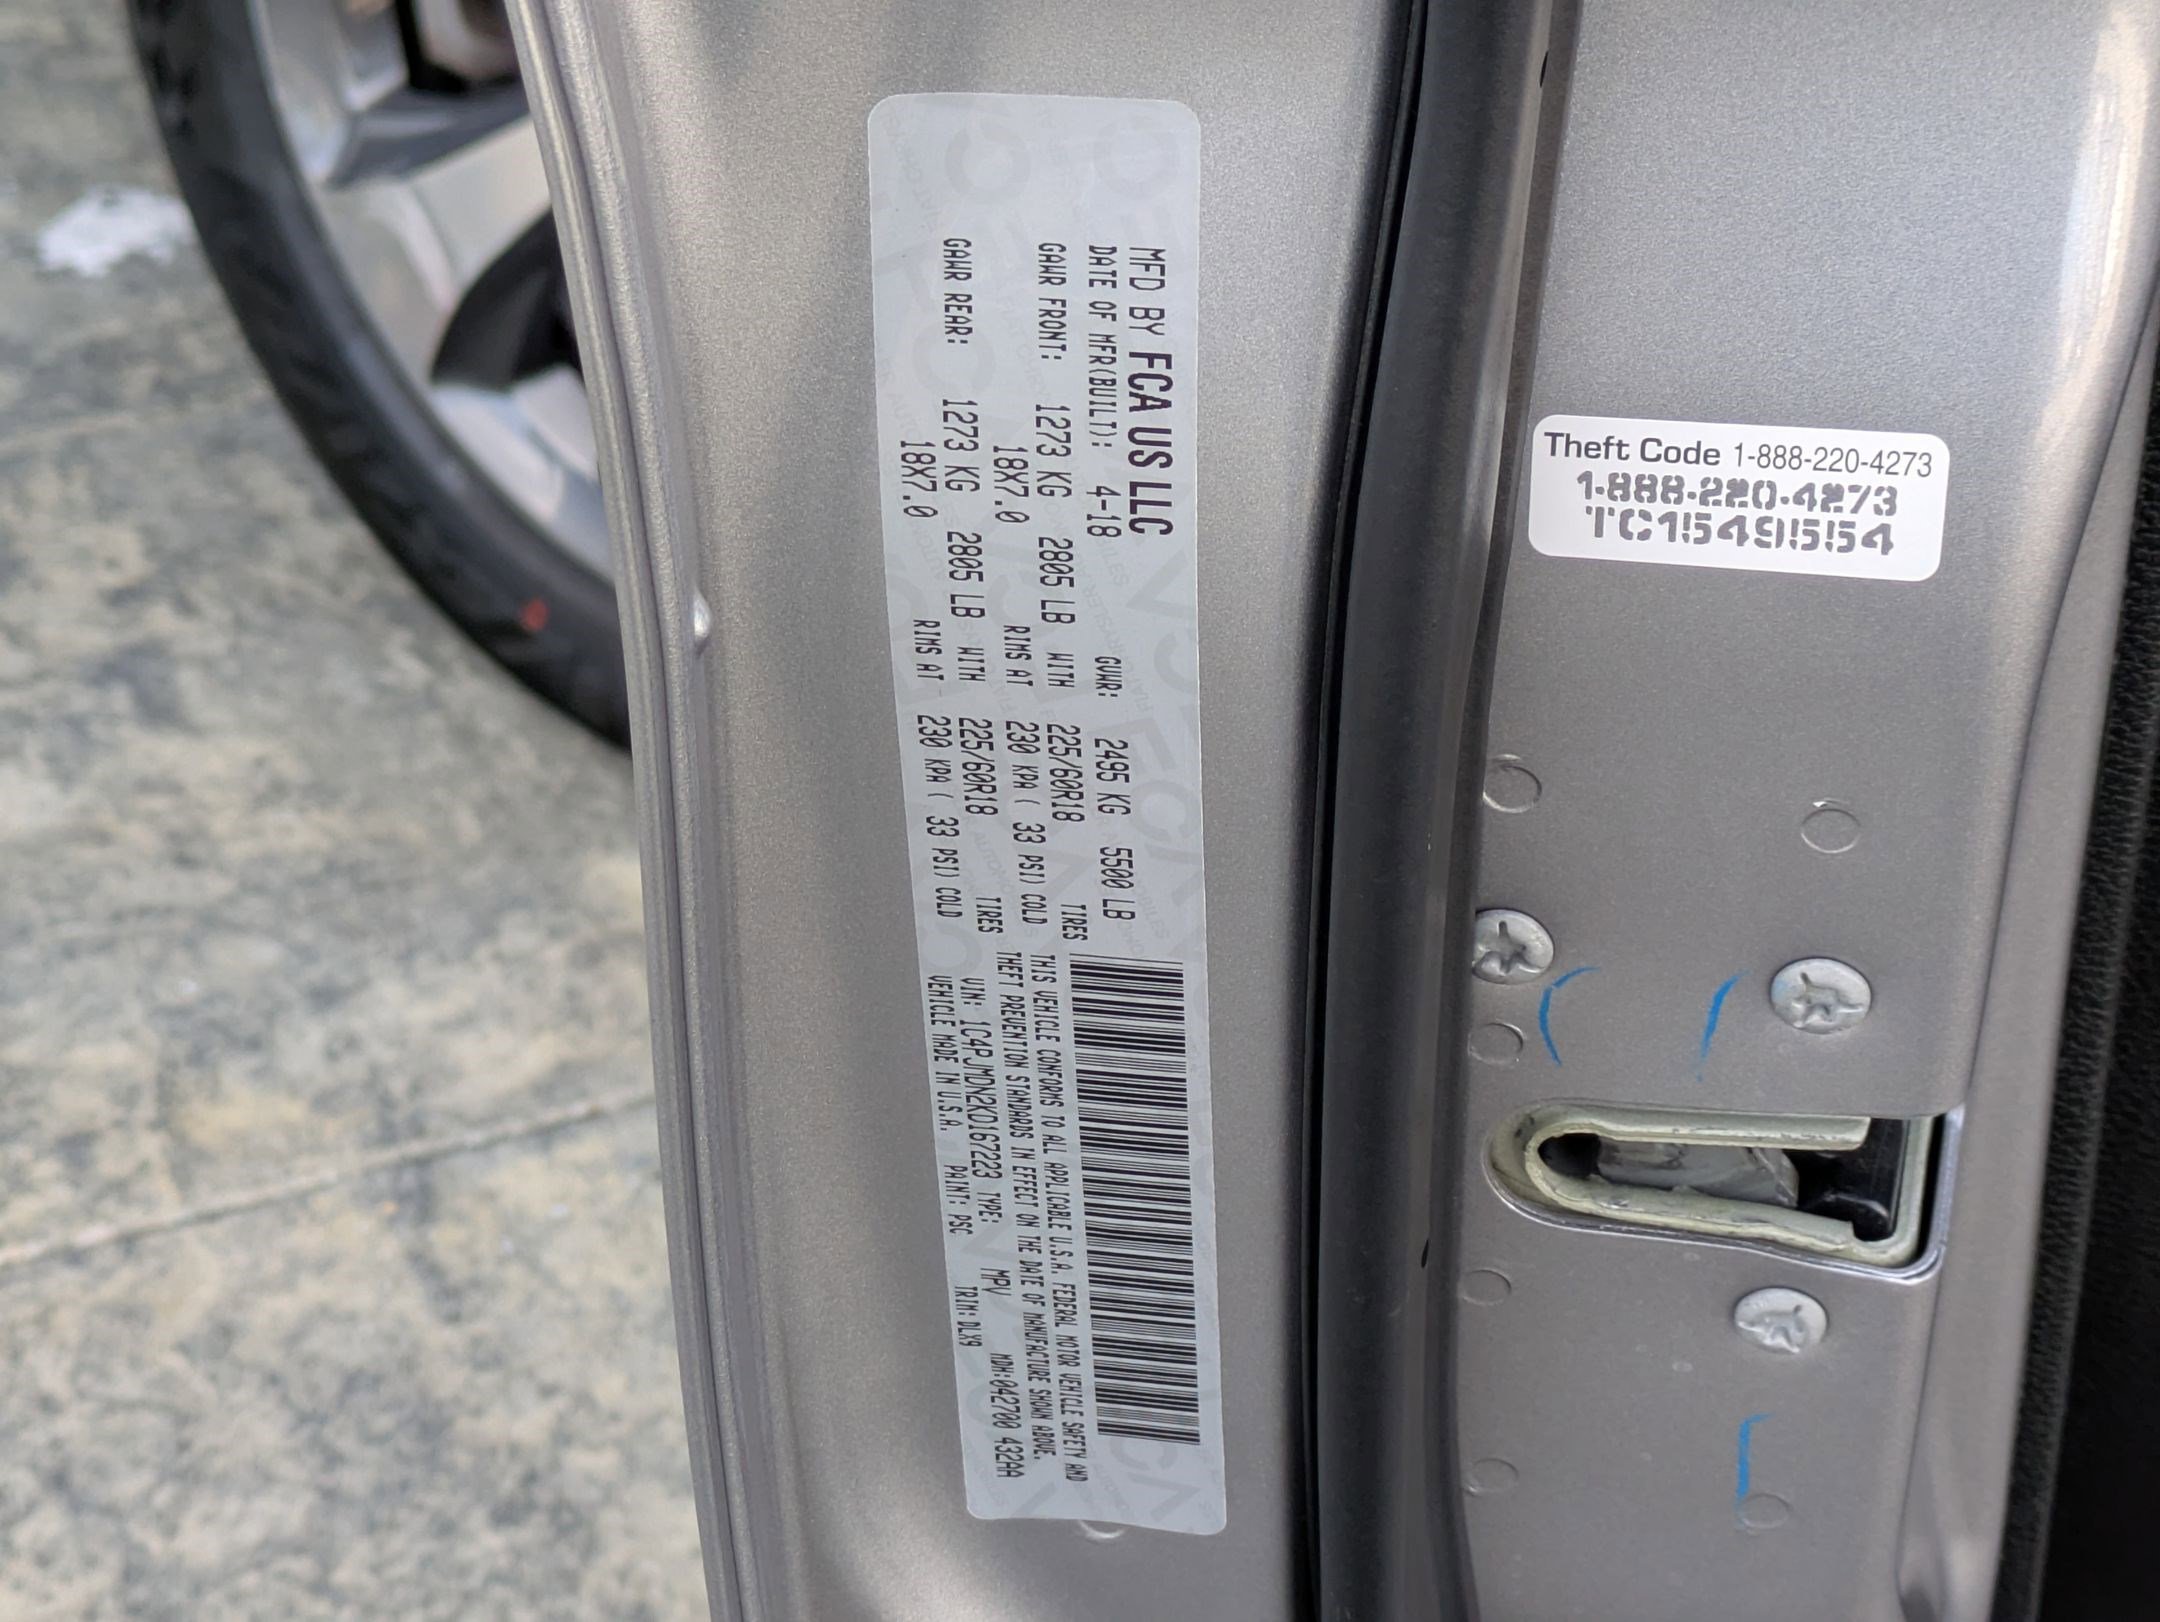 MFD BY FCA US LLC
DATE OF MFR(BUILT): 4-18 GVWR: 2495 KG 5500 LB
GAWR FRONT: 1273 KG 2805 LB WITH 225/60R18 TIRES
18X7.0 RIMS AT 230 KPA ( 33 PSI) COLD
GAWR REAR: 1273 KG 2805 LB WITH 225/60R18 TIRES
18X7.0 RIMS AT 230 KPA ( 33 PSI) COLD
THIS VEHICLE CONFORMS TO ALL APPLICABLE U.S.A. FEDERAL MOTOR VEHICLE SAFETY AND
THEFT PREVENTION STANDARDS IN EFFECT ON THE DATE OF MANUFACTURE SHOWN ABOVE.
VIN: 1C4PJMDN2KD167223 TYPE: MPV MDH:042700 432AA
VEHICLE MADE IN U.S.A. PAINT: PSC TRIM: DLX9
Theft Code 1-888-220-4273
1-888-220-4273
TC1549554